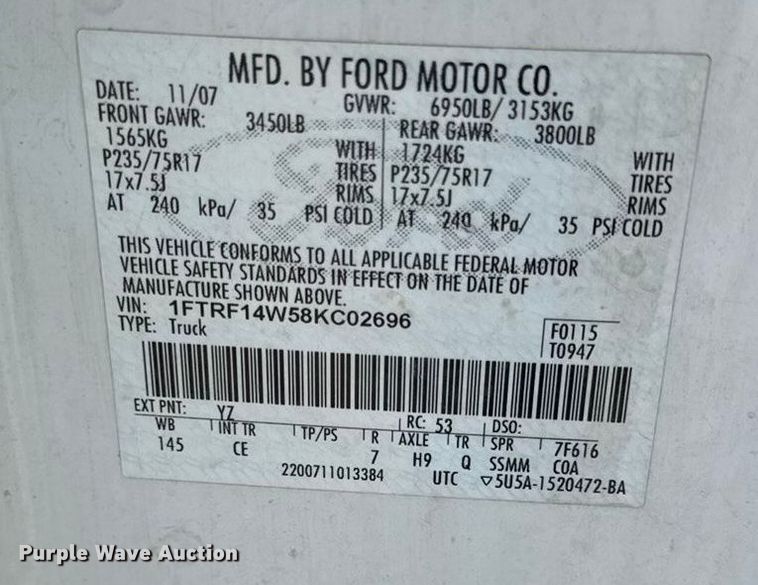 MFD. BY FORD MOTOR CO.
DATE: 11/07 GVWR: 6950LB/ 3153KG
FRONT GAWR: 3450LB REAR GAWR: 3800LB
1565KG WITH 1724KG WITH
P235/75R17 TIRES P235/75R17 TIRES
17x7.5J RIMS 17x7.5J RIMS
AT 240 kPa/ 35 PSI COLD AT 240 kPa/ 35 PSI COLD
Ford
THIS VEHICLE CONFORMS TO ALL APPLICABLE FEDERAL MOTOR
VEHICLE SAFETY STANDARDS IN EFFECT ON THE DATE OF
MANUFACTURE SHOWN ABOVE.
VIN: 1FTRF14W58KC02696
TYPE: Truck
F0115
T0947
EXT PNT: YZ RC: 53 DSO:
WB INT TR TP/PS R AXLE TR SPR 7F616
145 CE 7 H9 Q SSMM COA
2200711013384 UTC ▽5U5A-1520472-BA
Purple Wave Auction